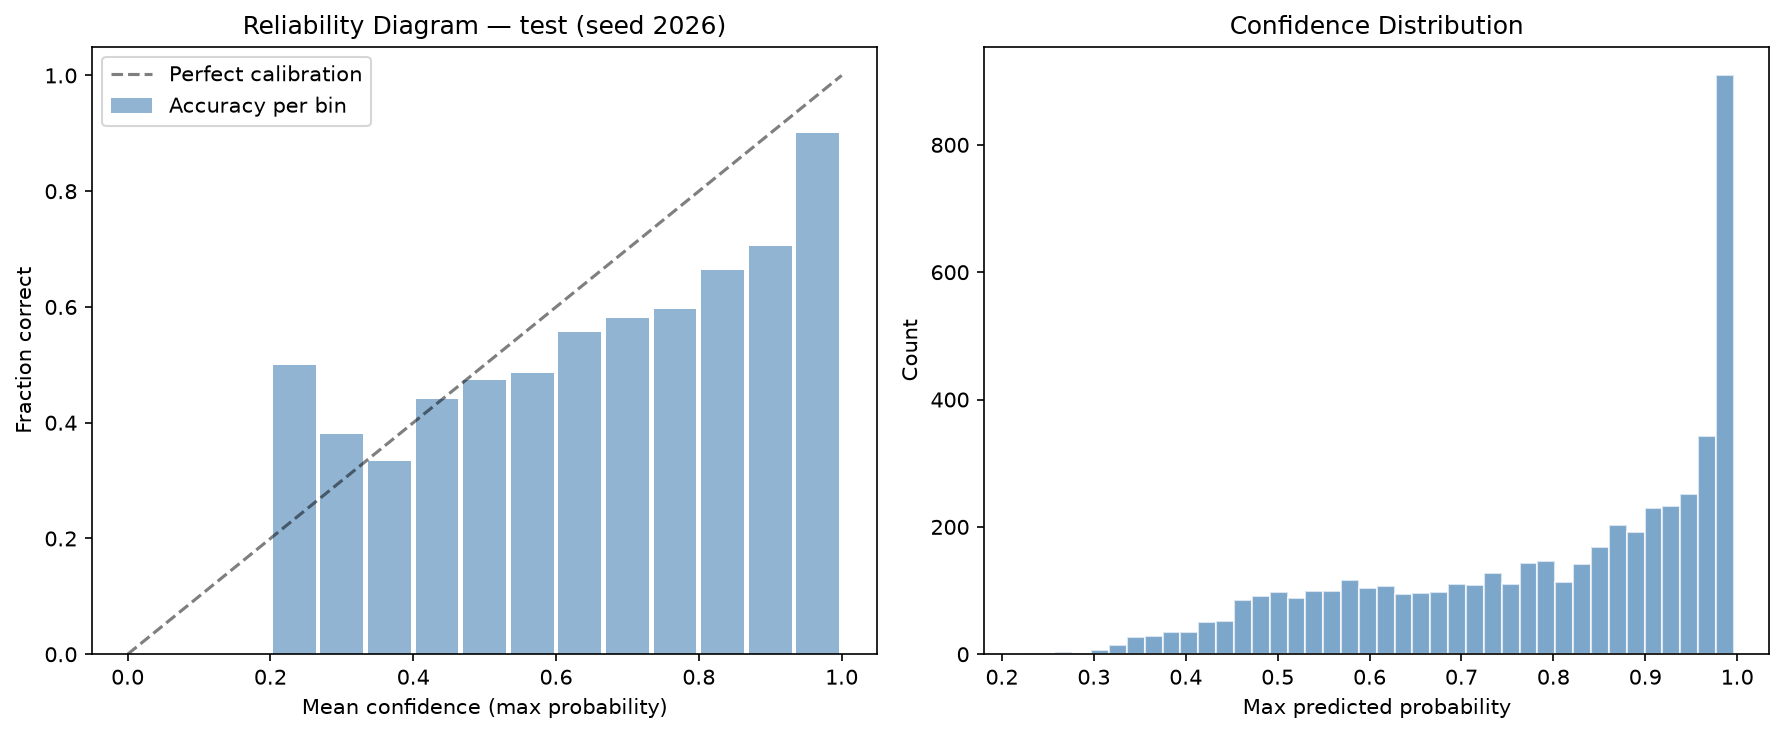 Reliability Diagram — test (seed 2026)
Perfect calibration
Accuracy per bin
1.0
0.8
0.6
0.4
0.2
0.0
Fraction correct
0.0 0.2 0.4 0.6 0.8 1.0
Mean confidence (max probability)
Confidence Distribution
800
600
400
200
0
Count
0.2 0.3 0.4 0.5 0.6 0.7 0.8 0.9 1.0
Max predicted probability